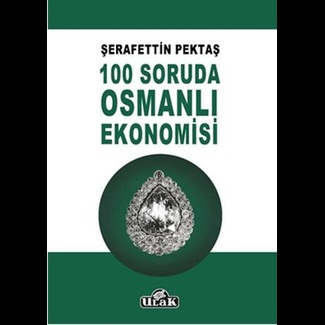 ŞERAFETTİN PEKTAŞ
100 SORUDA
OSMANLI
EKONOMİSİ
UlaK